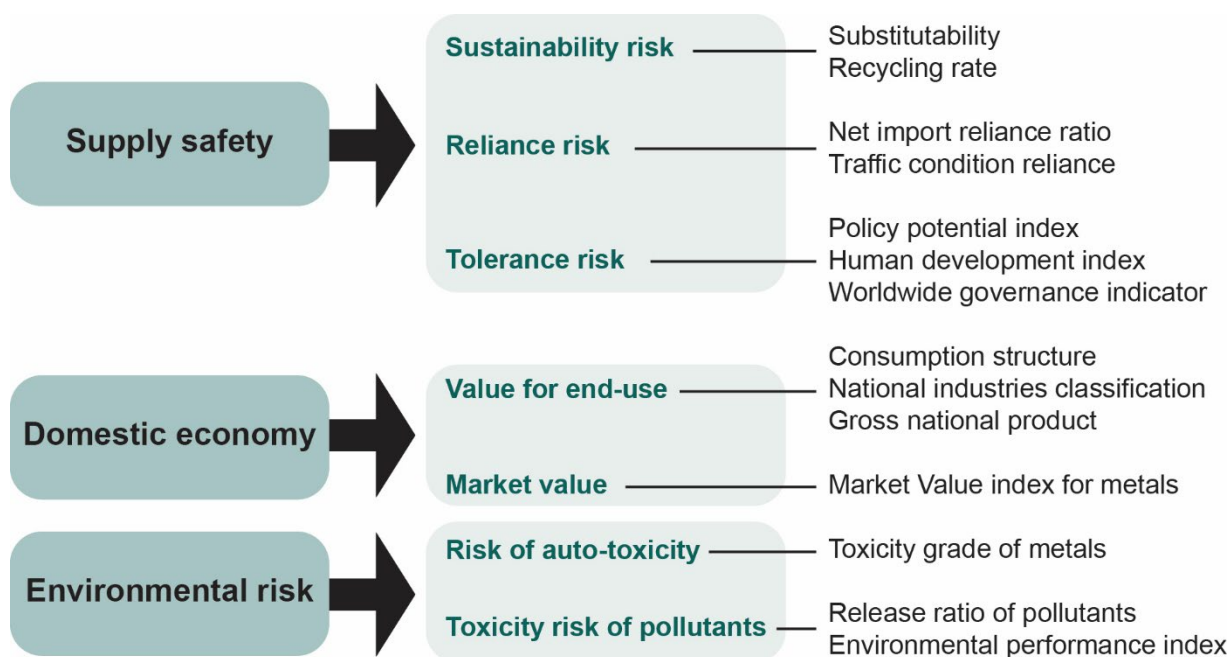 Supply safety
Sustainability risk
Substitutability
Recycling rate
Reliance risk
Net import reliance ratio
Traffic condition reliance
Tolerance risk
Policy potential index
Human development index
Worldwide governance indicator
Domestic economy
Value for end-use
Consumption structure
National industries classification
Gross national product
Market value
Market Value index for metals
Environmental risk
Risk of auto-toxicity
Toxicity grade of metals
Toxicity risk of pollutants
Release ratio of pollutants
Environmental performance index